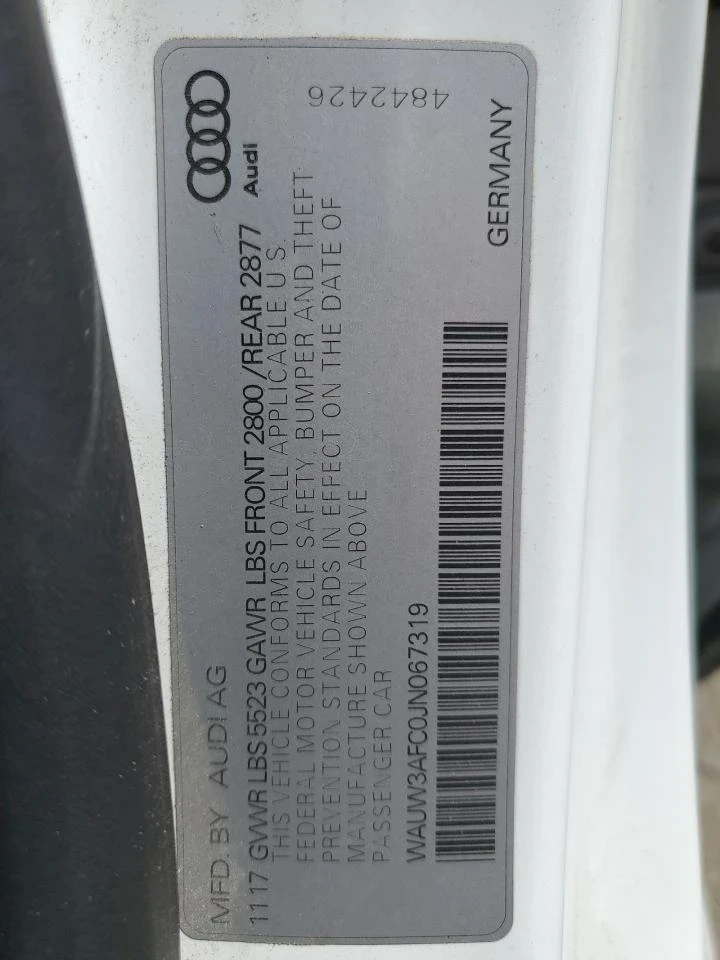 MFD. BY AUDI AG
Audi
1117 GVWR LBS 5523 GAWR LBS FRONT 2800 /REAR 2877
THIS VEHICLE CONFORMS TO ALL APPLICABLE U S.
FEDERAL MOTOR VEHICLE SAFETY, BUMPER AND THEFT
PREVENTION STANDARDS IN EFFECT ON THE DATE OF
MANUFACTURE SHOWN ABOVE
4842426
PASSENGER CAR
WAUW3AFC0JN067319
GERMANY